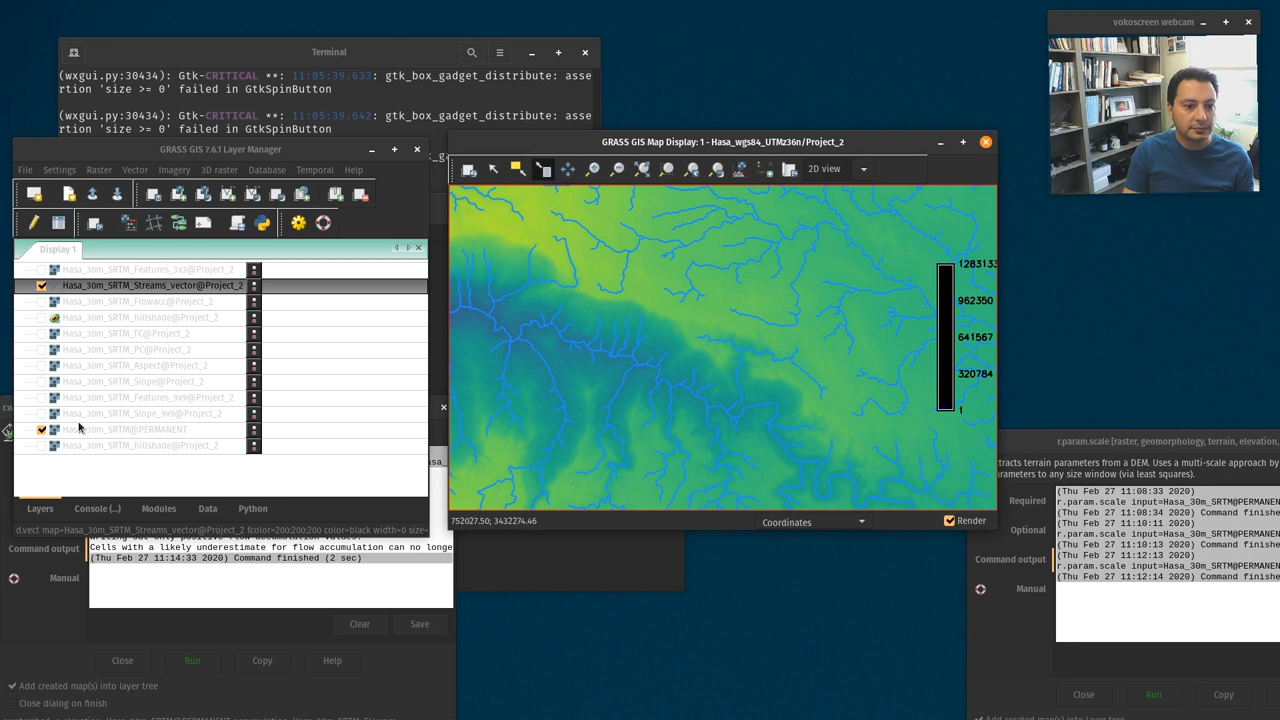 vokoscreen webcam
Terminal
(wxgui.py:30434): Gtk-CRITICAL **: 11:05:39.633: gtk_box_gadget_distribute: asse
rtion 'size >= 0' failed in GtkSpinButton
(wxgui.py:30434): Gtk-CRITICAL **: 11:05:39.642: gtk_box_gadget_distribute: asse
rtion 'size >= 0' failed in GtkSpinButton
GRASS GIS 7.6.1 Layer Manager
File Settings Raster Vector Imagery 3D raster Database Temporal Help
Display 1
Hasa_30m_SRTM_Features_3x3@Project_2
Hasa_30m_SRTM_Streams_vector@Project_2
Hasa_30m_SRTM_Flowacc@Project_2
Hasa_30m_SRTM_hillshade@Project_2
Hasa_30m_SRTM_TC@Project_2
Hasa_30m_SRTM_PC@Project_2
Hasa_30m_SRTM_Aspect@Project_2
Hasa_30m_SRTM_Slope@Project_2
Hasa_30m_SRTM_Features_9x9@Project_2
Hasa_30m_SRTM_Slope_9x9@Project_2
Hasa_30m_SRTM@PERMANENT
Hasa_30m_SRTM_hillshade@Project_2
Layers Console (...) Modules Data Python
d.vect map=Hasa_30m_SRTM_Streams_vector@Project_2 fcolor=200:200:200 color=black width=0 size=
GRASS GIS Map Display: 1 - Hasa_wgs84_UTMz36n/Project_2
2D view
1283133
962350
641567
320784
1
752027.50; 3432274.46
Coordinates
Render
Command output
Manual
Cells with a likely underestimate for flow accumulation can no longe
(Thu Feb 27 11:14:33 2020) Command finished (2 sec)
Clear Save
Close Run Copy Help
Add created map(s) into layer tree
Close dialog on finish
r.param.scale [raster, geomorphology, terrain, elevation,
tracts terrain parameters from a DEM. Uses a multi-scale approach by
parameters to any size window (via least squares).
Required
Optional
Command output
Manual
(Thu Feb 27 11:08:33 2020)
r.param.scale input=Hasa_30m_SRTM@PERMANEN
(Thu Feb 27 11:08:34 2020) Command finishe
(Thu Feb 27 11:10:11 2020)
r.param.scale input=Hasa_30m_SRTM@PERMANEN
(Thu Feb 27 11:10:13 2020) Command finishe
(Thu Feb 27 11:12:13 2020)
r.param.scale input=Hasa_30m_SRTM@PERMANEN
(Thu Feb 27 11:12:14 2020) Command finishe
Close Run Copy